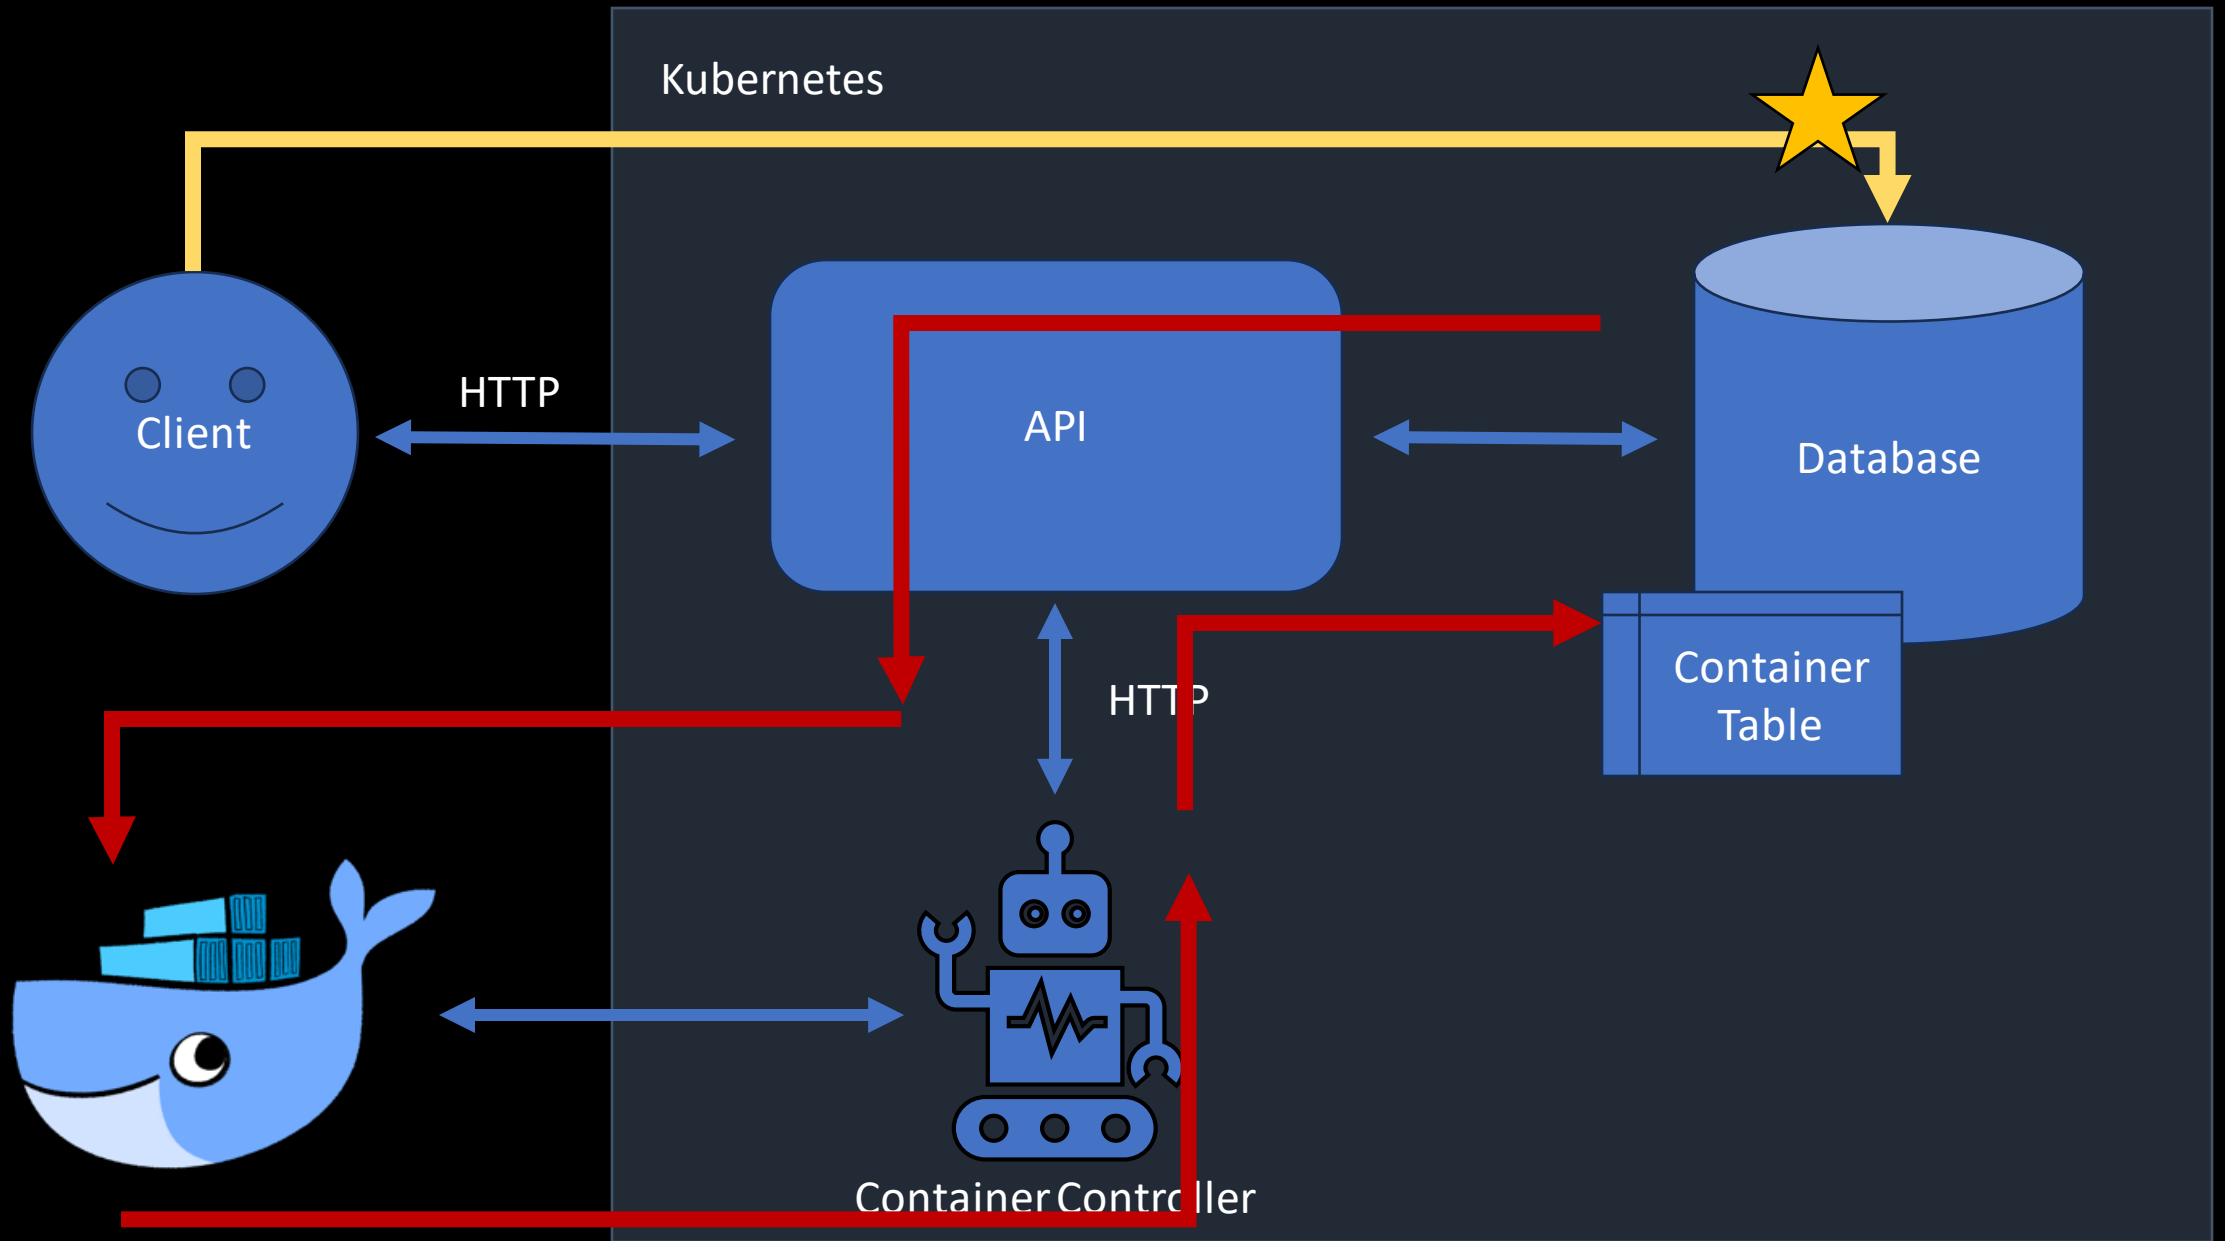 Kubernetes
HTTP
Client
API
Database
HTTP
Container
Table
Container Controller